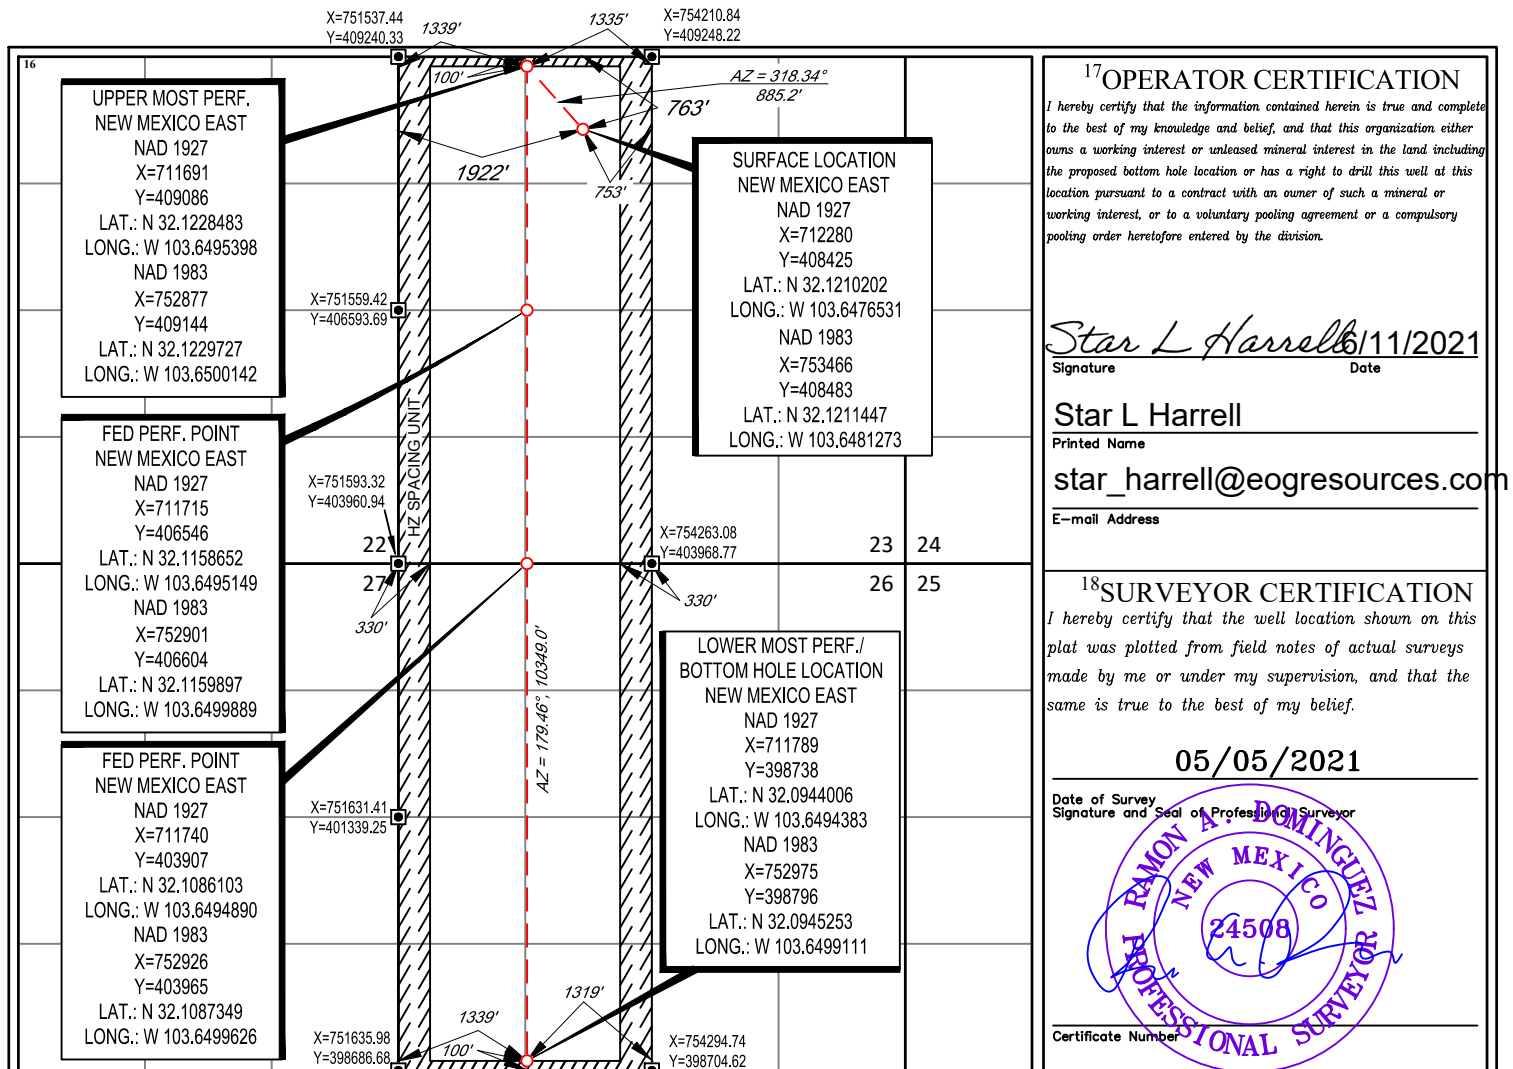 X=751537.44
Y=409240.33
1339'
1335'
X=754210.84
Y=409248.22
16
100'
AZ = 318.34°
885.2'
763'
1922'
753'
UPPER MOST PERF.
NEW MEXICO EAST
NAD 1927
X=711691
Y=409086
LAT.: N 32.1228483
LONG.: W 103.6495398
NAD 1983
X=752877
Y=409144
LAT.: N 32.1229727
LONG.: W 103.6500142
SURFACE LOCATION
NEW MEXICO EAST
NAD 1927
X=712280
Y=408425
LAT.: N 32.1210202
LONG.: W 103.6476531
NAD 1983
X=753466
Y=408483
LAT.: N 32.1211447
LONG.: W 103.6481273
X=751559.42
Y=406593.69
HZ SPACING UNIT
FED PERF. POINT
NEW MEXICO EAST
NAD 1927
X=711715
Y=406546
LAT.: N 32.1158652
LONG.: W 103.6495149
NAD 1983
X=752901
Y=406604
LAT.: N 32.1159897
LONG.: W 103.6499889
X=751593.32
Y=403960.94
X=754263.08
Y=403968.77
22
27
23 24
26 25
330'
330'
AZ = 179.46°, 10349.0'
FED PERF. POINT
NEW MEXICO EAST
NAD 1927
X=711740
Y=403907
LAT.: N 32.1086103
LONG.: W 103.6494890
NAD 1983
X=752926
Y=403965
LAT.: N 32.1087349
LONG.: W 103.6499626
LOWER MOST PERF./
BOTTOM HOLE LOCATION
NEW MEXICO EAST
NAD 1927
X=711789
Y=398738
LAT.: N 32.0944006
LONG.: W 103.6494383
NAD 1983
X=752975
Y=398796
LAT.: N 32.0945253
LONG.: W 103.6499111
X=751631.41
Y=401339.25
1339'
1319'
100'
X=751635.98
Y=398686.68
X=754294.74
Y=398704.62
17OPERATOR CERTIFICATION
I hereby certify that the information contained herein is true and complete
to the best of my knowledge and belief, and that this organization either
owns a working interest or unleased mineral interest in the land including
the proposed bottom hole location or has a right to drill this well at this
location pursuant to a contract with an owner of such a mineral or
working interest, or to a voluntary pooling agreement or a compulsory
pooling order heretofore entered by the division.
Star L Harrell 6/11/2021
Signature Date
Star L Harrell
Printed Name
star_harrell@eogresources.com
E-mail Address
18SURVEYOR CERTIFICATION
I hereby certify that the well location shown on this
plat was plotted from field notes of actual surveys
made by me or under my supervision, and that the
same is true to the best of my belief.
05/05/2021
Date of Survey
Signature and Seal of Professional Surveyor
RAMON A. DOMINGUEZ
NEW MEXICO
24508
PROFESSIONAL SURVEYOR
Certificate Number